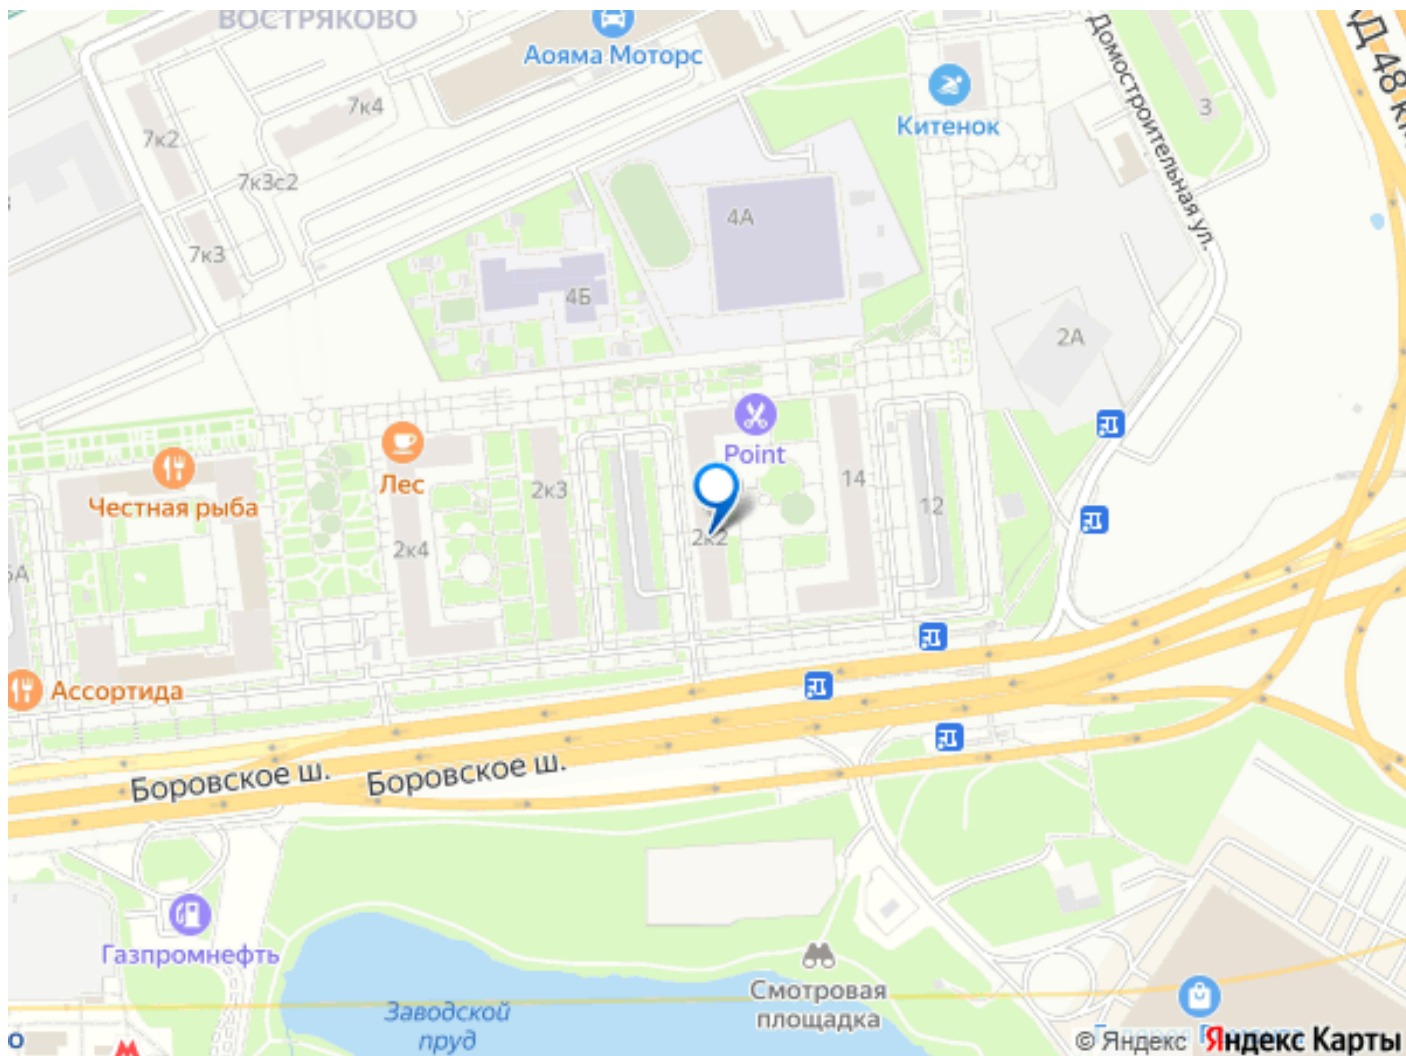 ВОСТРЯКОВО
Аояма Моторс
Домостроительная ул.
7к4
3
7к2
Китенок
7к3с2
4А
7к3
4Б
2А
Point
Лес
Честная рыба
2к3
14
12
2к4
2к2
Ассортида
Боровское ш.
Боровское ш.
Газпромнефть
Смотровая
площадка
Заводской
пруд
© Яндекс Яндекс Карты